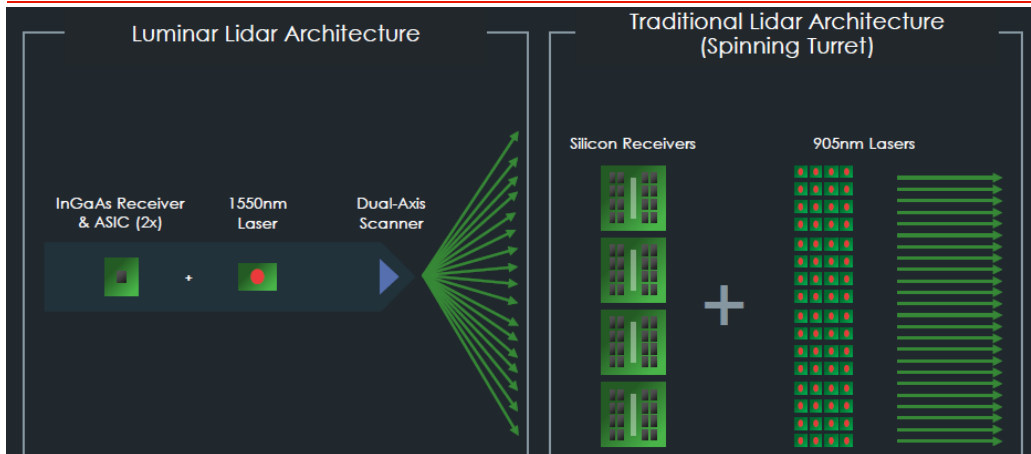 Luminar Lidar Architecture
Traditional Lidar Architecture
(Spinning Turret)
InGaAs Receiver
& ASIC (2x)
+
1550nm
Laser
Dual-Axis
Scanner
Silicon Receivers
+
905nm Lasers